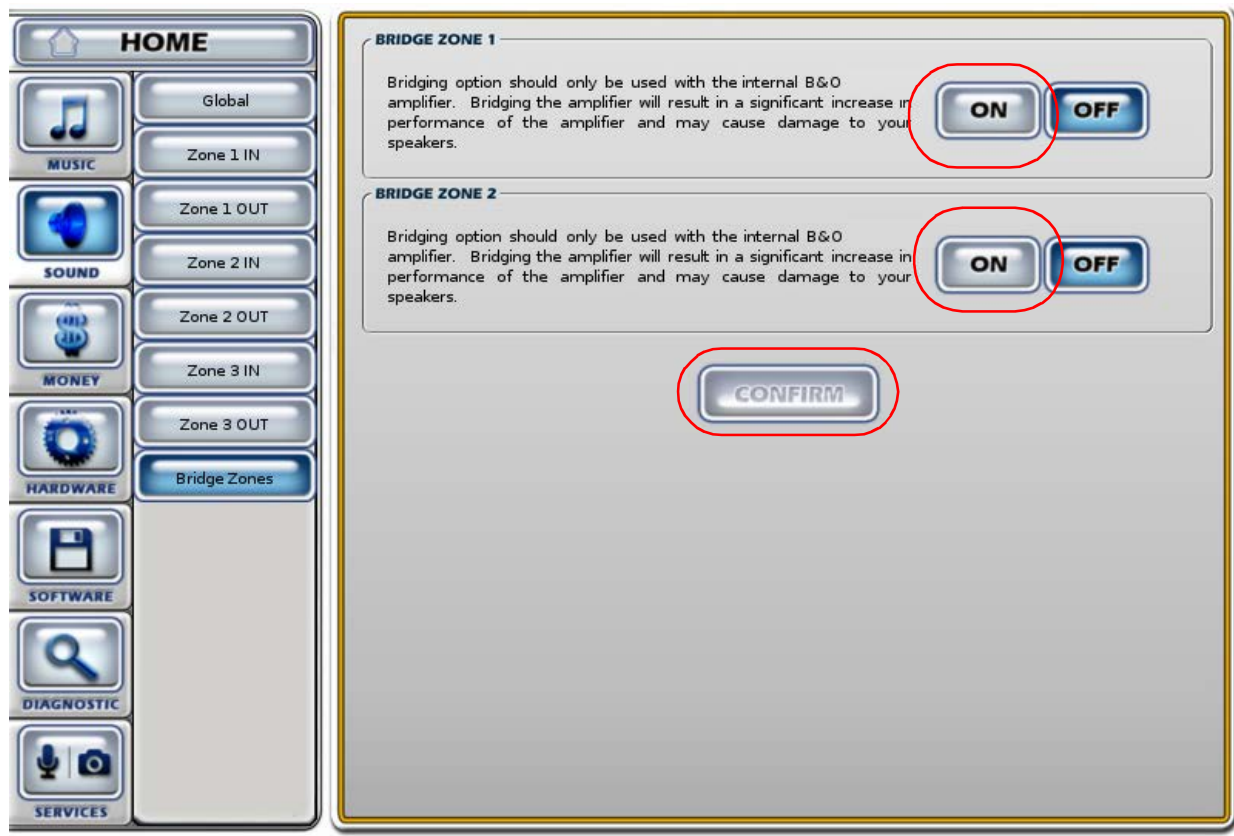 HOME
MUSIC
SOUND
MONEY
HARDWARE
SOFTWARE
DIAGNOSTIC
SERVICES
Global
Zone 1 IN
Zone 1 OUT
Zone 2 IN
Zone 2 OUT
Zone 3 IN
Zone 3 OUT
Bridge Zones
BRIDGE ZONE 1
Bridging option should only be used with the internal B&O
amplifier. Bridging the amplifier will result in a significant increase in
performance of the amplifier and may cause damage to your
speakers.
ON OFF
BRIDGE ZONE 2
Bridging option should only be used with the internal B&O
amplifier. Bridging the amplifier will result in a significant increase in
performance of the amplifier and may cause damage to your
speakers.
ON OFF
CONFIRM